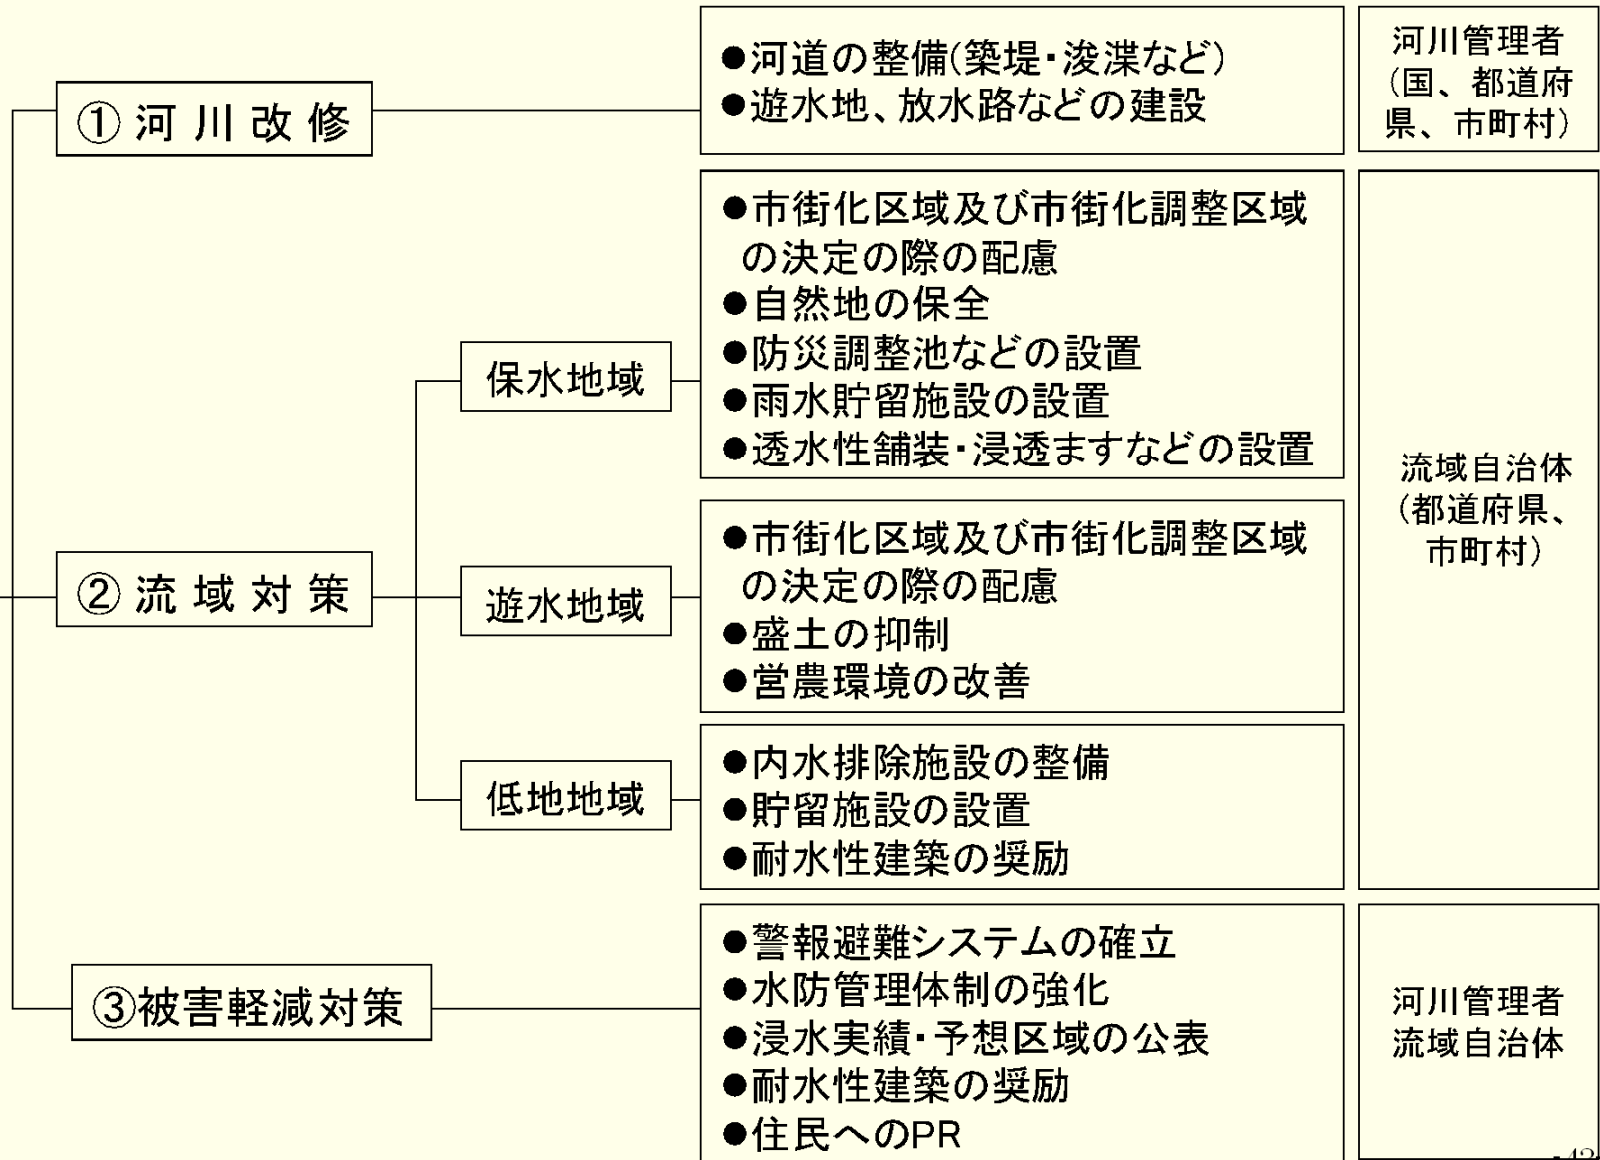 ①河川改修
●河道の整備(築堤・浚渫など)
●遊水地、放水路などの建設
河川管理者
(国、都道府
県、市町村)
②流域対策
保水地域
●市街化区域及び市街化調整区域
の決定の際の配慮
●自然地の保全
●防災調整池などの設置
●雨水貯留施設の設置
●透水性舗装・浸透ますなどの設置
遊水地域
●市街化区域及び市街化調整区域
の決定の際の配慮
●盛土の抑制
●営農環境の改善
低地地域
●内水排除施設の整備
●貯留施設の設置
●耐水性建築の奨励
流域自治体
(都道府県、
市町村)
③被害軽減対策
●警報避難システムの確立
●水防管理体制の強化
●浸水実績・予想区域の公表
●耐水性建築の奨励
●住民へのPR
河川管理者
流域自治体